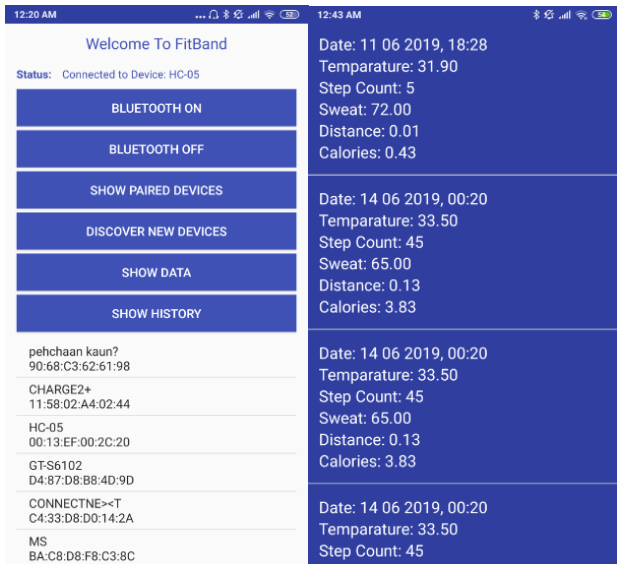 12:20 AM
... 52
Welcome To FitBand
Status: Connected to Device: HC-05
BLUETOOTH ON
BLUETOOTH OFF
SHOW PAIRED DEVICES
DISCOVER NEW DEVICES
SHOW DATA
SHOW HISTORY
pehchaan kaun?
90:68:C3:62:61:98
CHARGE2+
11:58:02:A4:02:44
HC-05
00:13:EF:00:2C:20
GT-S6102
D4:87:D8:B8:4D:9D
CONNECTNE><T
C4:33:D8:D0:14:2A
MS
BA:C8:D8:F8:C3:8C
12:43 AM
Date: 11 06 2019, 18:28
Temparature: 31.90
Step Count: 5
Sweat: 72.00
Distance: 0.01
Calories: 0.43
Date: 14 06 2019, 00:20
Temparature: 33.50
Step Count: 45
Sweat: 65.00
Distance: 0.13
Calories: 3.83
Date: 14 06 2019, 00:20
Temparature: 33.50
Step Count: 45
Sweat: 65.00
Distance: 0.13
Calories: 3.83
Date: 14 06 2019, 00:20
Temparature: 33.50
Step Count: 45